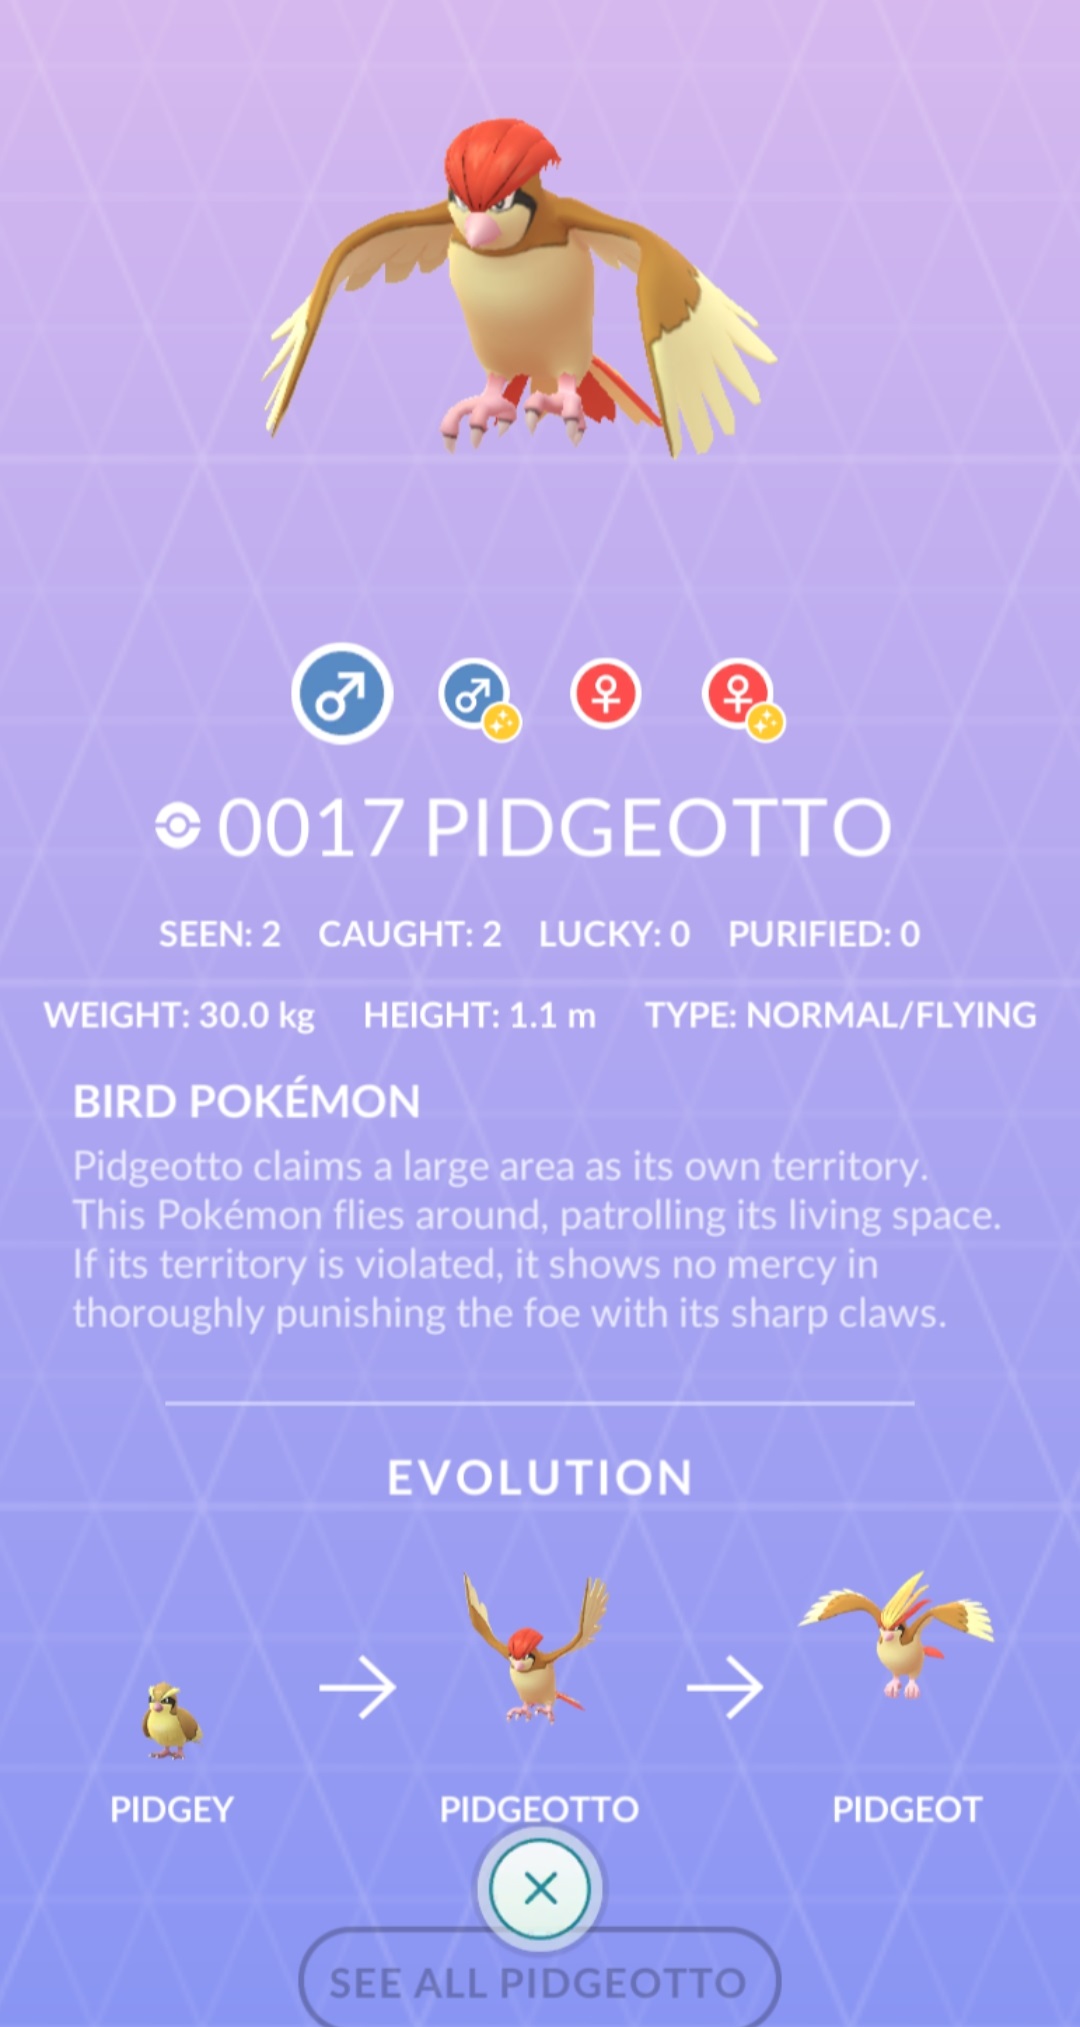 0017 PIDGEOTTO
SEEN: 2 CAUGHT: 2 LUCKY: 0 PURIFIED: 0
WEIGHT: 30.0 kg HEIGHT: 1.1 m TYPE: NORMAL/FLYING
BIRD POKÉMON
Pidgeotto claims a large area as its own territory.
This Pokémon flies around, patrolling its living space.
If its territory is violated, it shows no mercy in
thoroughly punishing the foe with its sharp claws.
EVOLUTION
PIDGEY PIDGEOTTO PIDGEOT
SEE ALL PIDGEOTTO